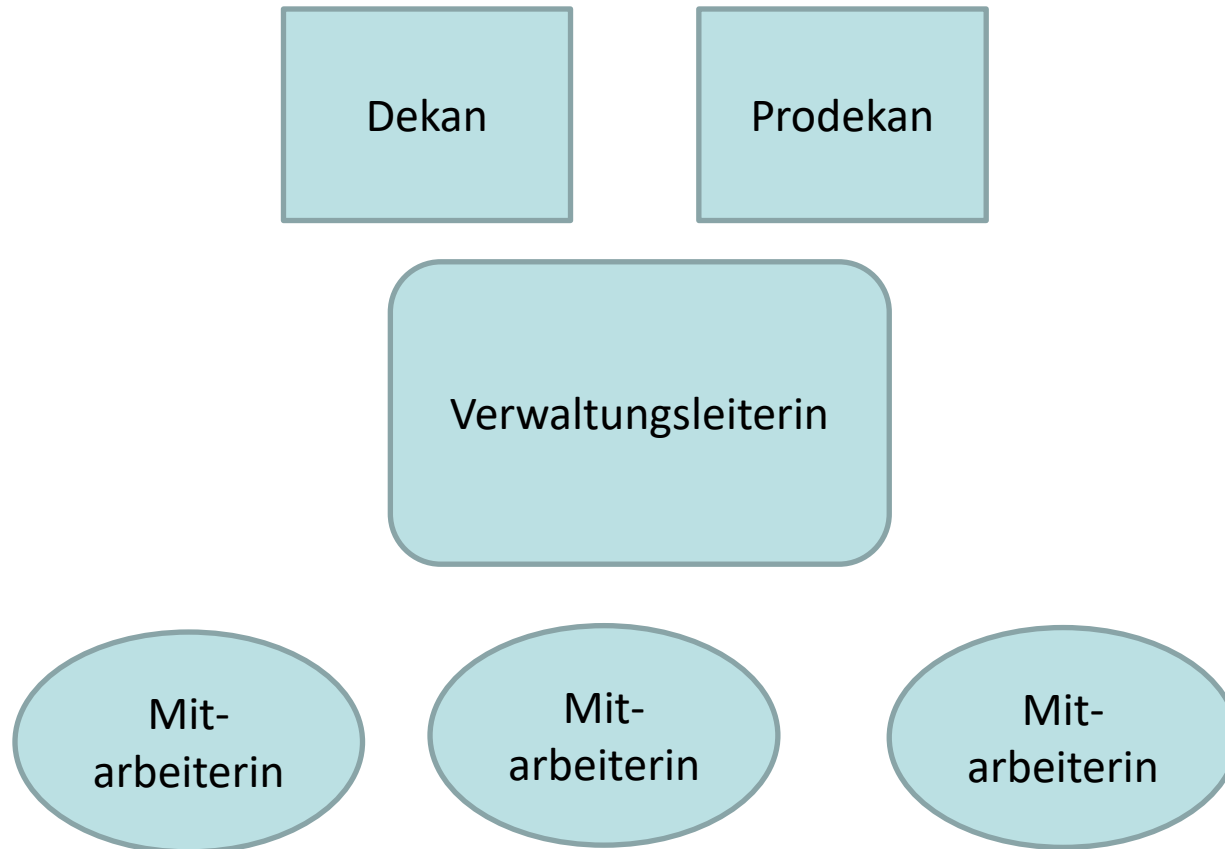 Dekan
Prodekan
Verwaltungsleiterin
Mit-
arbeiterin
Mit-
arbeiterin
Mit-
arbeiterin